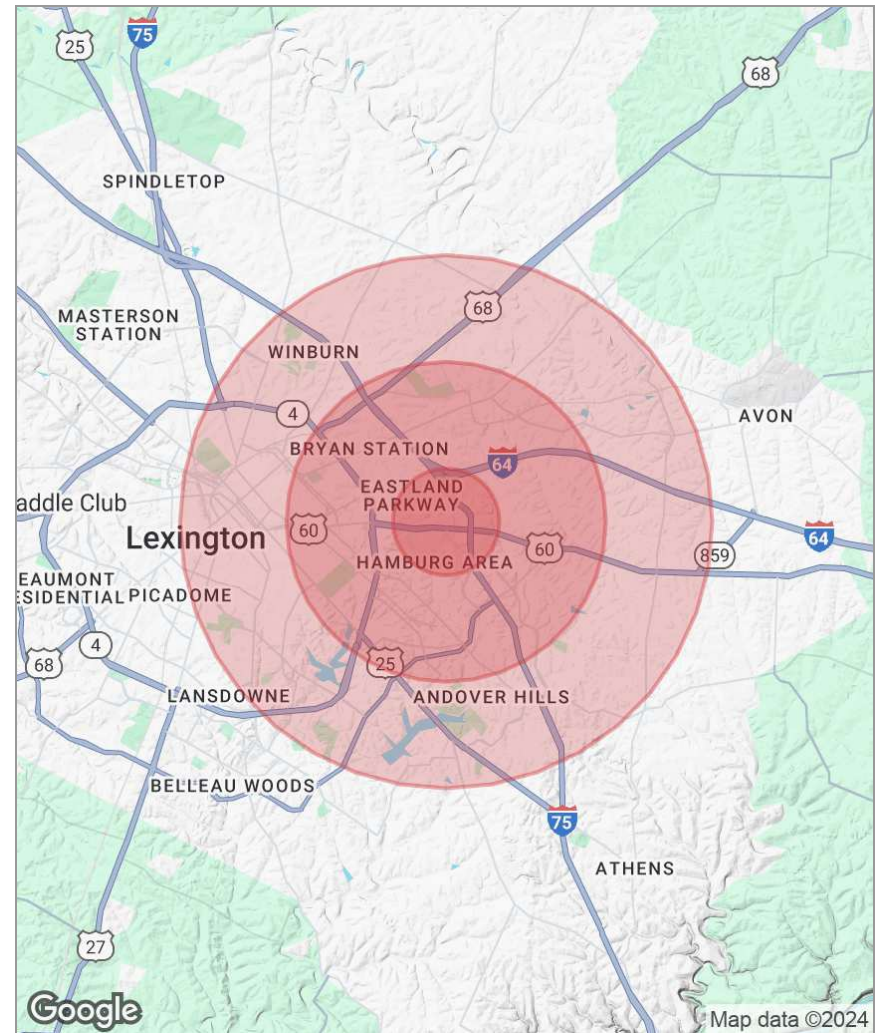 75
25
68
SPINDLETOP
MASTERSON
STATION
68
WINBURN
4
AVON
BRYAN STATION
64
EASTLAND
PARKWAY
addle Club
Lexington
60
60
859
64
HAMBURG AREA
EAUMONT
ESIDENTIAL
PICADOME
4
68
25
LANSDOWNE
ANDOVER HILLS
BELLEAU WOODS
75
ATHENS
27
Google
Map data ©2024